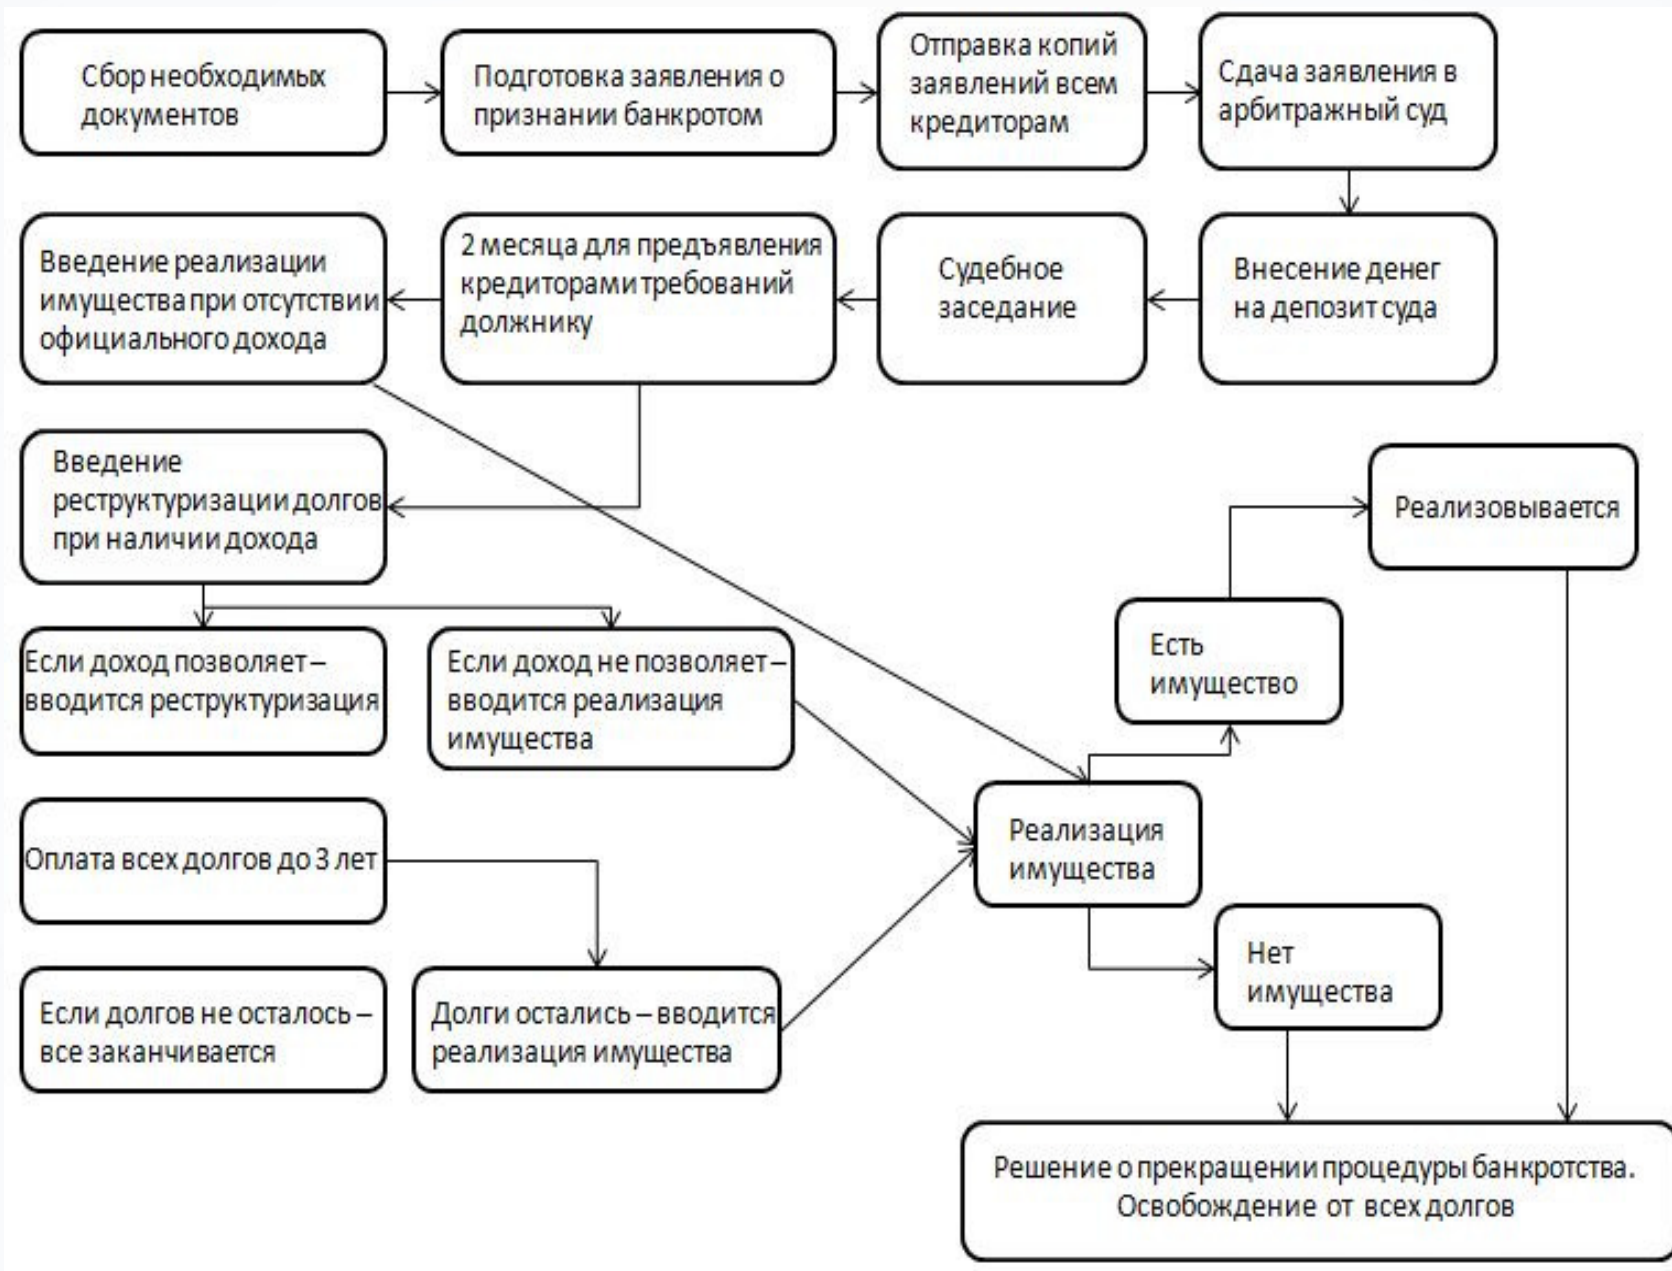 Сбор необходимых
документов
Подготовка заявления о
признании банкротом
Отправка копий
заявлений всем
кредиторам
Сдача заявления в
арбитражный суд
Введение реализации
имущества при отсутствии
официального дохода
2 месяца для предъявления
кредиторами требований
должнику
Судебное
заседание
Внесение денег
на депозит суда
Введение
реструктуризации долгов
при наличии дохода
Реализовывается
Если доход позволяет –
вводится реструктуризация
Если доход не позволяет –
вводится реализация
имущества
Есть
имущество
Оплата всех долгов до 3 лет
Реализация
имущества
Если долгов не осталось –
все заканчивается
Долги остались – вводится
реализация имущества
Нет
имущества
Решение о прекращении процедуры банкротства.
Освобождение от всех долгов